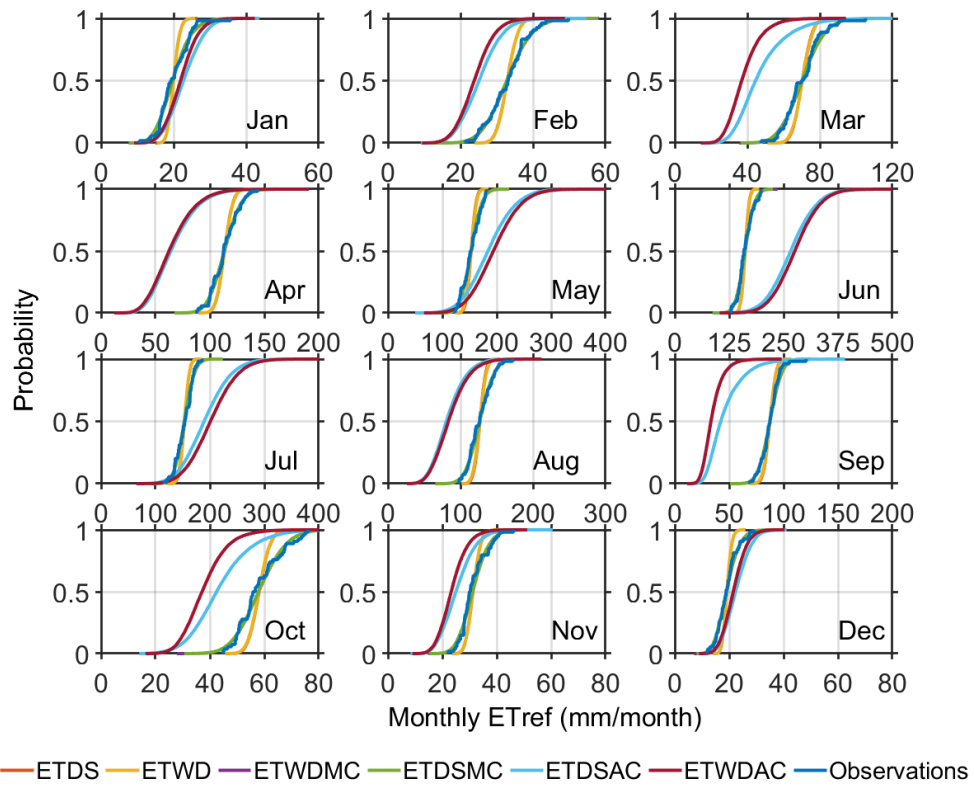 1 1 1
0.5 0.5 0.5
Jan Feb Mar
0 0 0
0 20 40 60 0 20 40 60 0 40 80 120
1 1 1
0.5 0.5 0.5
Apr May Jun
0 0 0
0 50 100 150 200 0 100 200 300 400 0 125 250 375 500
Probability
1 1 1
0.5 0.5 0.5
Jul Aug Sep
0 0 0
0 100 200 300 400 0 100 200 300 0 50 100 150 200
1 1 1
0.5 0.5 0.5
Oct Nov Dec
0 0 0
0 20 40 60 80 0 20 40 60 80 0 20 40 60 80
Monthly ETref (mm/month)
ETDS ETWD ETWDMC ETDSMC ETDSAC ETWDAC Observations